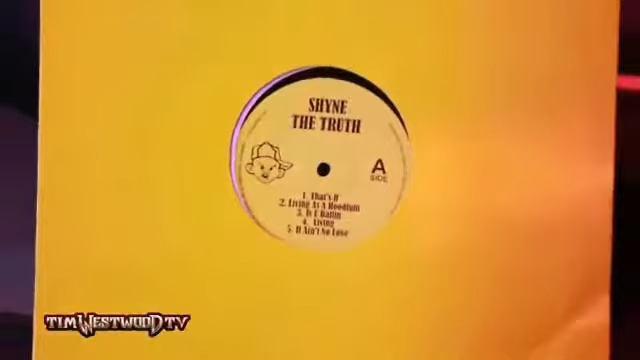 SHYNE
THE TRUTH
A
SIDE
1. That's It
2. Living As A Hoodlum
3. Is U Ballin
4. Living
5. It Ain't No Love
TIMWESTWOODTV